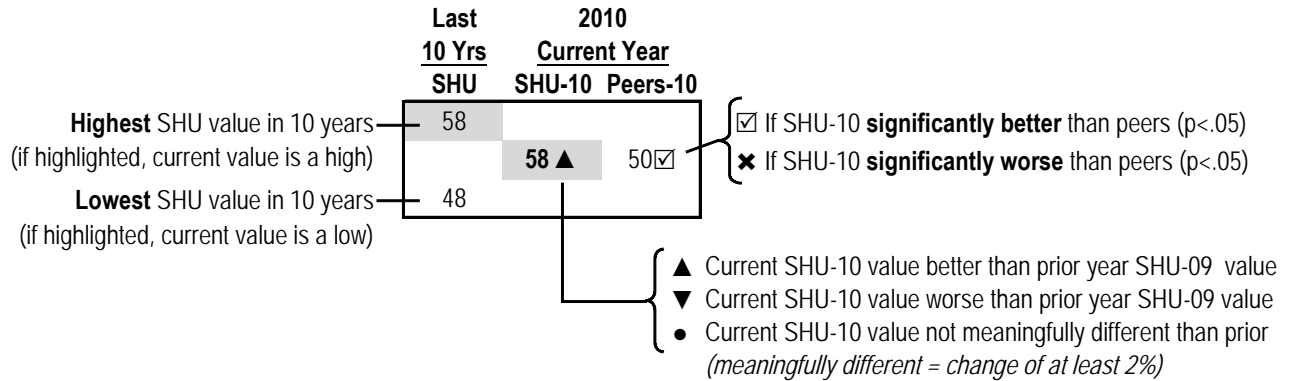 Last 2010
10 Yrs Current Year
SHU SHU-10 Peers-10
Highest SHU value in 10 years 58
(if highlighted, current value is a high)
58 ▲ 50☑
Lowest SHU value in 10 years 48
(if highlighted, current value is a low)
☑ If SHU-10 significantly better than peers (p<.05)
✖ If SHU-10 significantly worse than peers (p<.05)
▲ Current SHU-10 value better than prior year SHU-09 value
▼ Current SHU-10 value worse than prior year SHU-09 value
● Current SHU-10 value not meaningfully different than prior
(meaningfully different = change of at least 2%)